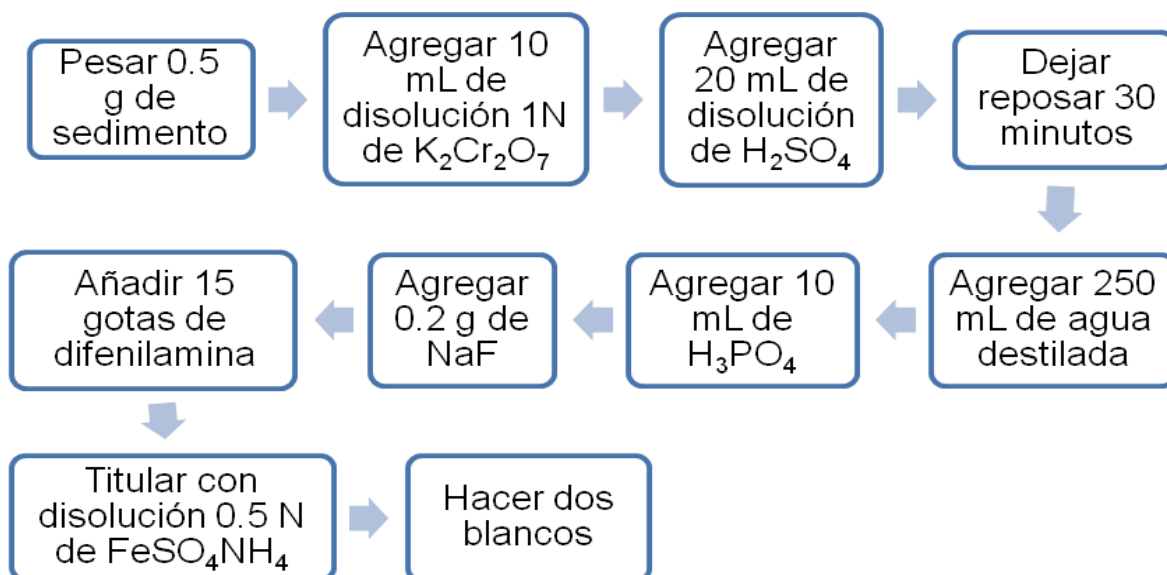 Pesar 0.5
g de
sedimento
Agregar 10
mL de
disolución 1N
de K₂Cr₂O₇
Agregar
20 mL de
disolución
de H₂SO₄
Dejar
reposar 30
minutos
Agregar 250
mL de agua
destilada
Agregar 10
mL de
H₃PO₄
Agregar
0.2 g de
NaF
Añadir 15
gotas de
difenilamina
Titular con
disolución 0.5 N
de FeSO₄NH₄
Hacer dos
blancos